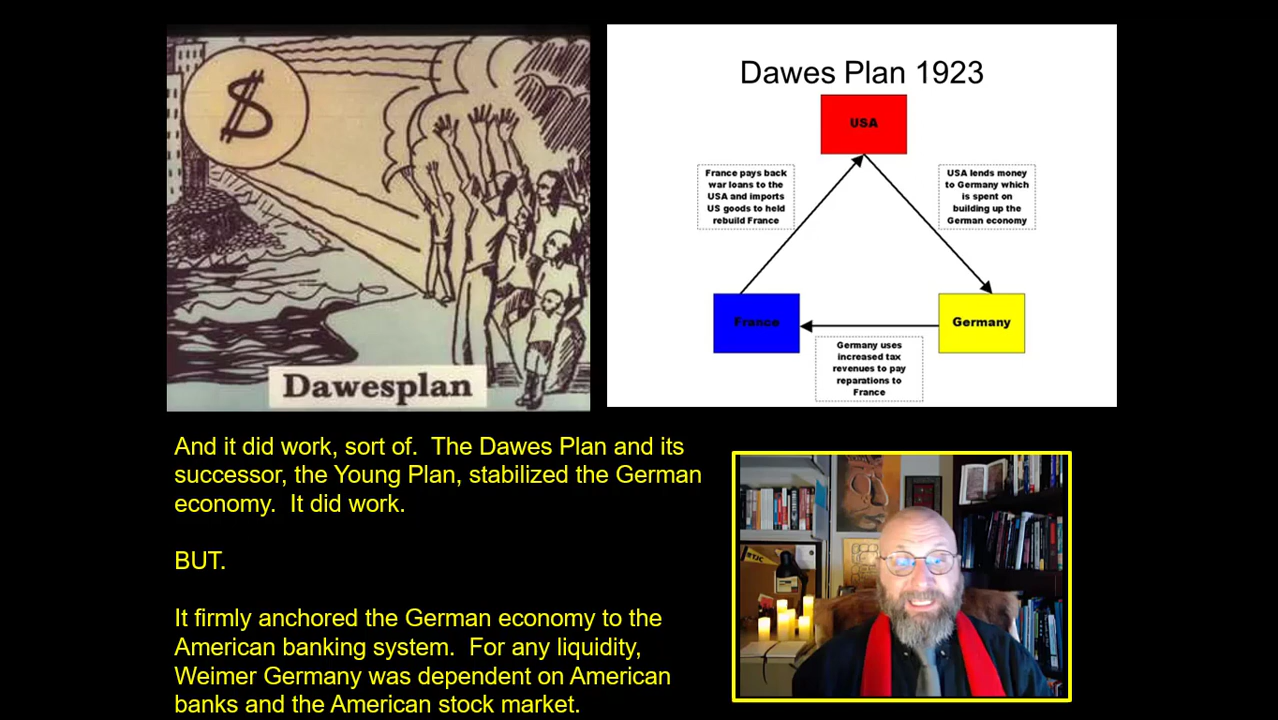 $
Dawesplan
Dawes Plan 1923
USA
France pays back
war loans to the
USA and imports
US goods to held
rebuild France
USA lends money
to Germany which
is spent on
building up the
German economy
France
Germany
Germany uses
increased tax
revenues to pay
reparations to
France
And it did work, sort of. The Dawes Plan and its
successor, the Young Plan, stabilized the German
economy. It did work.
BUT.
It firmly anchored the German economy to the
American banking system. For any liquidity,
Weimer Germany was dependent on American
banks and the American stock market.